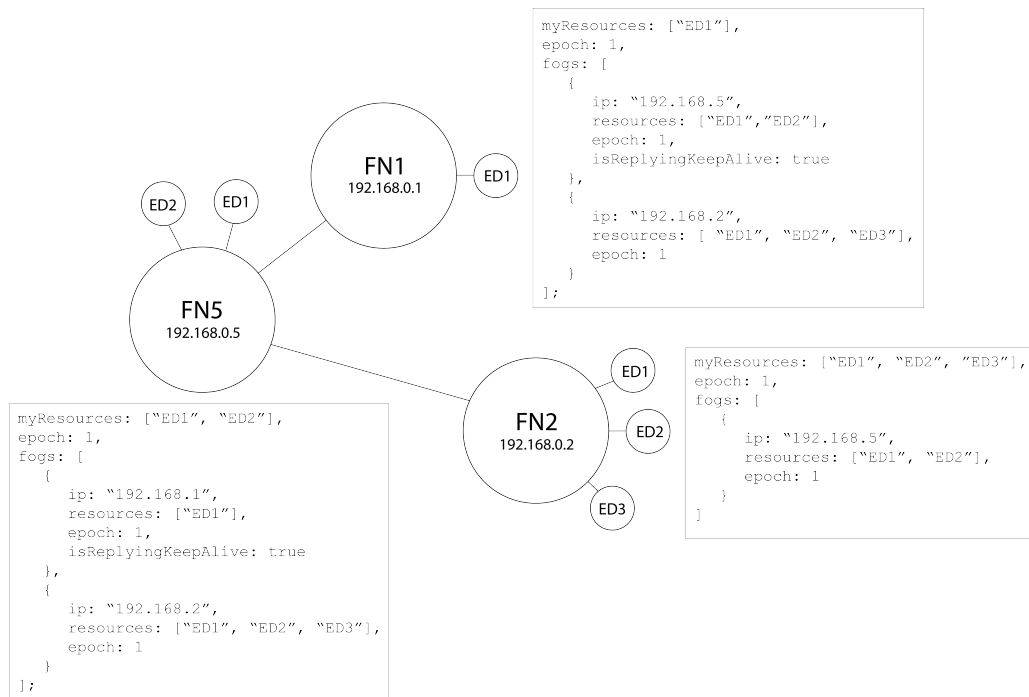 myResources: [“ED1”],
epoch: 1,
fogs: [
{
ip: “192.168.5”,
resources: [“ED1”,”ED2”],
epoch: 1,
isReplyingKeepAlive: true
},
{
ip: “192.168.2”,
resources: [ “ED1”, “ED2”, “ED3”],
epoch: 1
}
];
FN1
192.168.0.1
ED1
ED2
ED1
FN5
192.168.0.5
FN2
192.168.0.2
ED1
ED2
ED3
myResources: [“ED1”, “ED2”, ”ED3”],
epoch: 1,
fogs: [
{
ip: “192.168.5”,
resources: [“ED1”, “ED2”],
epoch: 1
}
]
myResources: [“ED1”, “ED2”],
epoch: 1,
fogs: [
{
ip: “192.168.1”,
resources: [“ED1”],
epoch: 1,
isReplyingKeepAlive: true
},
{
ip: “192.168.2”,
resources: [“ED1”, “ED2”, “ED3”],
epoch: 1
}
];